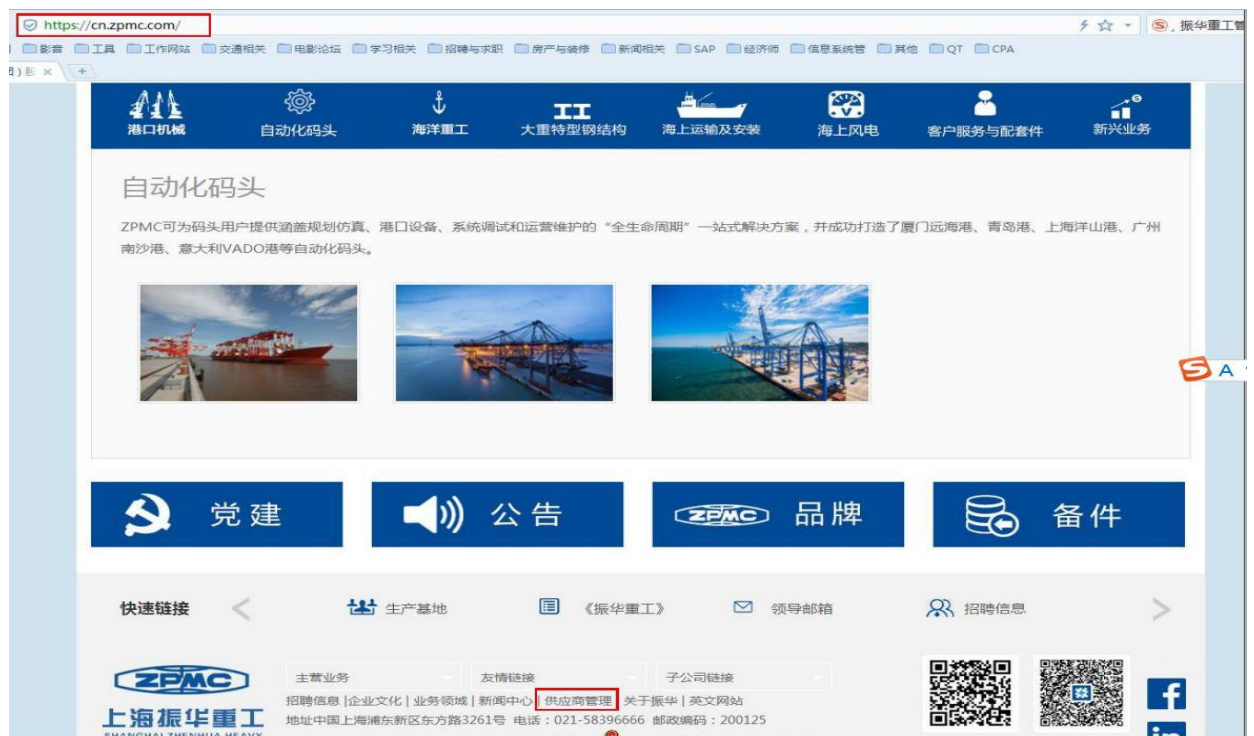 https://cn.zpmc.com/
振华重工管
影音 工具 工作网站 交通相关 电影论坛 学习相关 招聘与求职 房产与装修 新闻相关 SAP 经济师 信息系统管 其他 QT CPA
港口机械 自动化码头 海洋重工 大重特型钢结构 海上运输及安装 海上风电 客户服务与配套件 新兴业务
自动化码头
ZPMC可为码头用户提供涵盖规划仿真、港口设备、系统调试和运营维护的“全生命周期”一站式解决方案,并成功打造了厦门远海港、青岛港、上海洋山港、广州
南沙港、意大利VADO港等自动化码头。
S A
党建 公告 ZPMC 品牌 备件
快速链接 生产基地 《振华重工》 领导邮箱 招聘信息
ZPMC 主营业务 友情链接 子公司链接
招聘信息 |企业文化 | 业务领域 | 新闻中心 | 供应商管理 | 关于振华 | 英文网站
上海振华重工 地址中国上海浦东新区东方路3261号 电话:021-58396666 邮政编码:200125
SHANGHAI ZHENHUA HEAVY
f
in